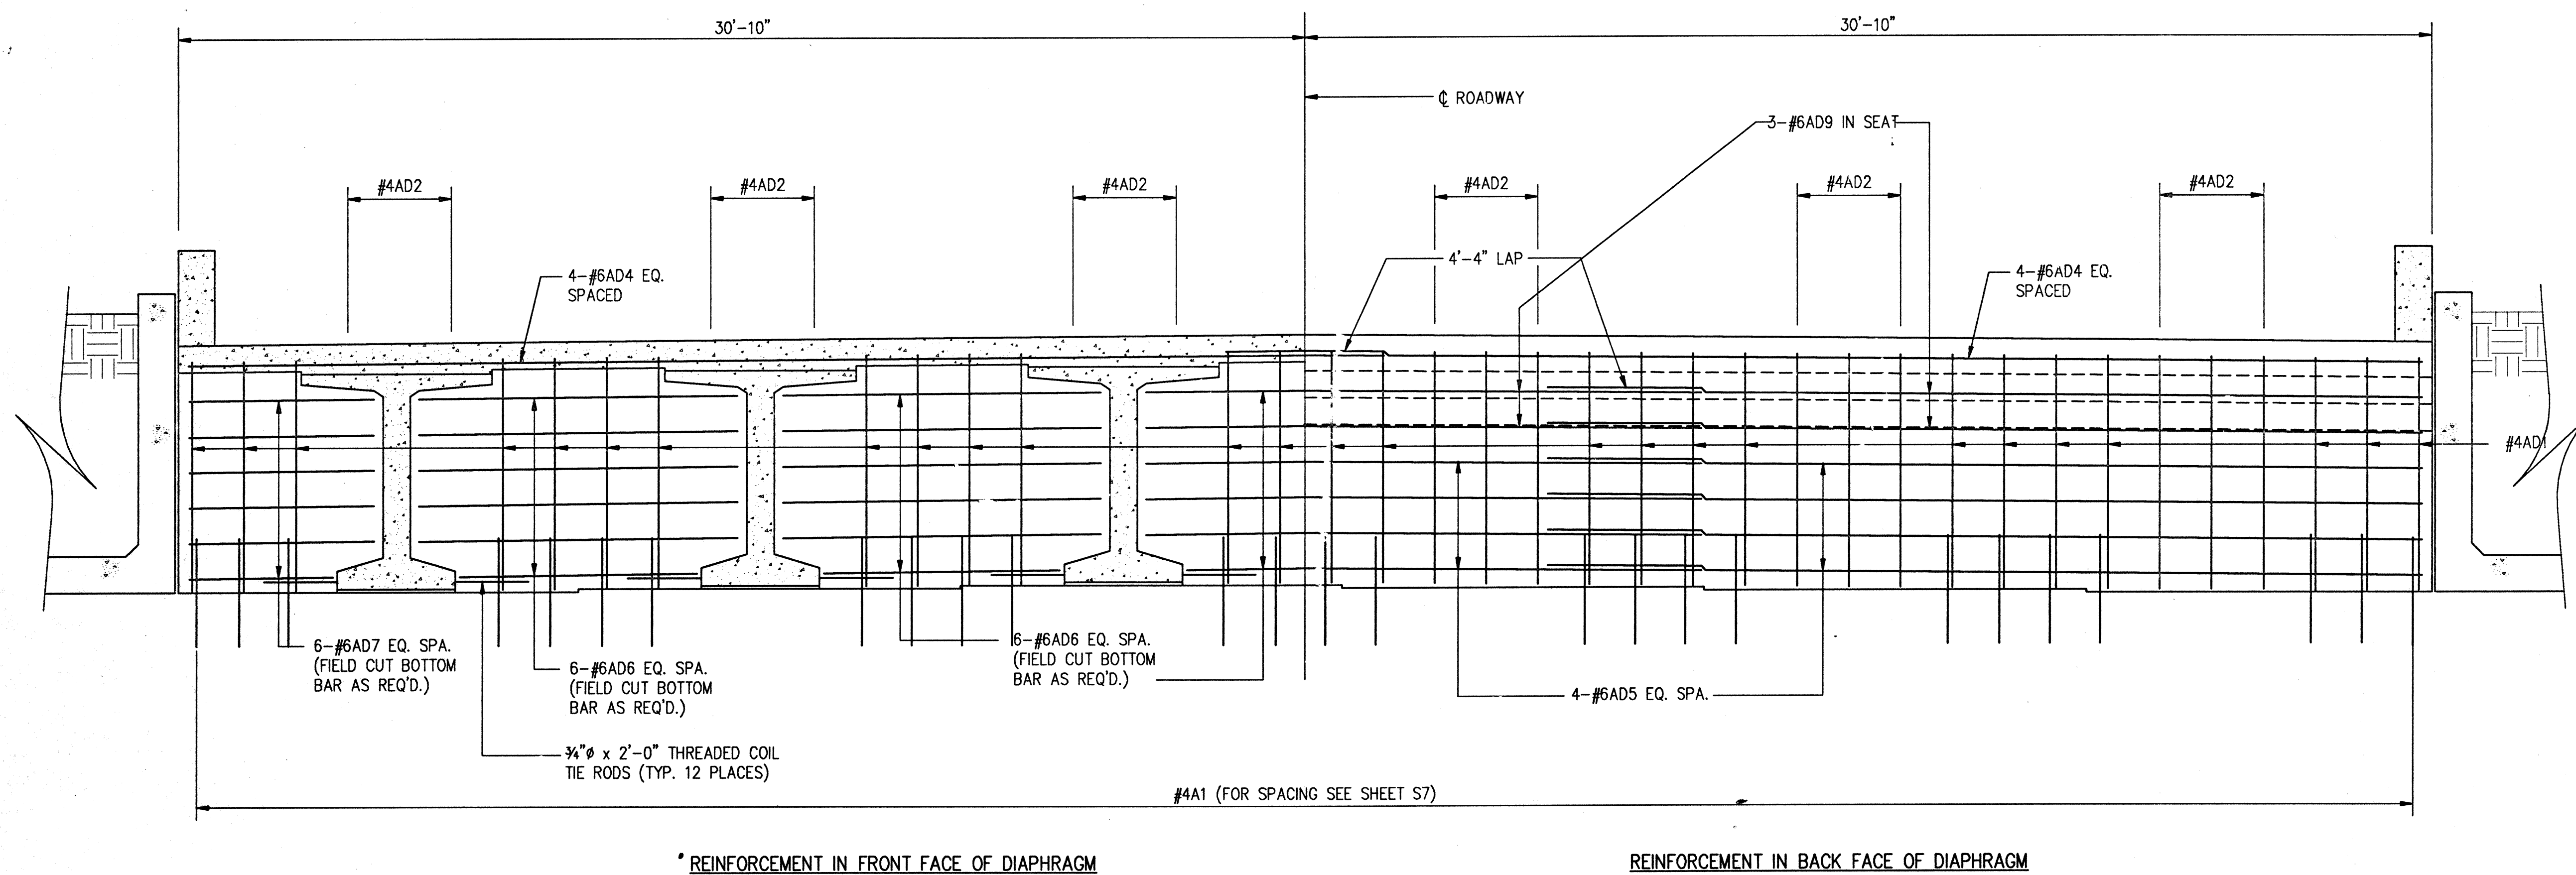 30'-10"
30'-10"
℄ ROADWAY
3-#6AD9 IN SEAT
#4AD2
#4AD2
#4AD2
#4AD2
#4AD2
#4AD2
4'-4" LAP
4-#6AD4 EQ.
SPACED
4-#6AD4 EQ.
SPACED
#4AD1
6-#6AD7 EQ. SPA.
(FIELD CUT BOTTOM
BAR AS REQ'D.)
6-#6AD6 EQ. SPA.
(FIELD CUT BOTTOM
BAR AS REQ'D.)
6-#6AD6 EQ. SPA.
(FIELD CUT BOTTOM
BAR AS REQ'D.)
4-#6AD5 EQ. SPA.
¾"ø x 2'-0" THREADED COIL
TIE RODS (TYP. 12 PLACES)
#4A1 (FOR SPACING SEE SHEET S7)
REINFORCEMENT IN FRONT FACE OF DIAPHRAGM
REINFORCEMENT IN BACK FACE OF DIAPHRAGM